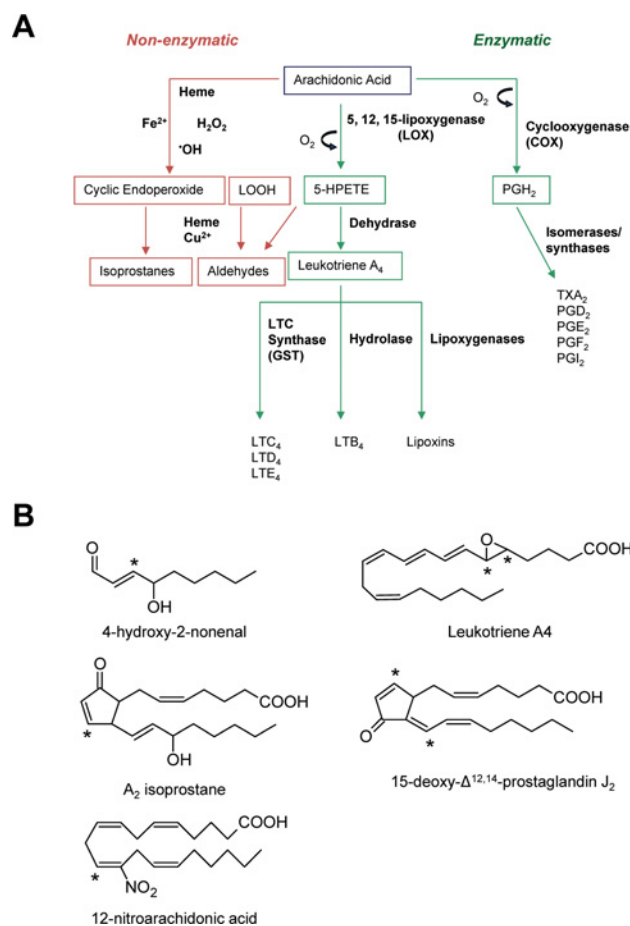 A
Non-enzymatic
Enzymatic
Arachidonic Acid
Heme
Fe²⁺
H₂O₂
•OH
O₂
5, 12, 15-lipoxygenase
(LOX)
O₂
Cyclooxygenase
(COX)
Cyclic Endoperoxide
LOOH
5-HPETE
PGH₂
Heme
Cu²⁺
Dehydrase
Isomerases/
synthases
Isoprostanes
Aldehydes
Leukotriene A₄
TXA₂
PGD₂
PGE₂
PGF₂
PGI₂
LTC
Synthase
(GST)
Hydrolase
Lipoxygenases
LTC₄
LTD₄
LTE₄
LTB₄
Lipoxins
B
O
*
OH
4-hydroxy-2-nonenal
O
COOH
*
*
Leukotriene A4
O
COOH
*
OH
A₂ isoprostane
*
COOH
O
*
15-deoxy-Δ¹²,¹⁴-prostaglandin J₂
COOH
*
NO₂
12-nitroarachidonic acid